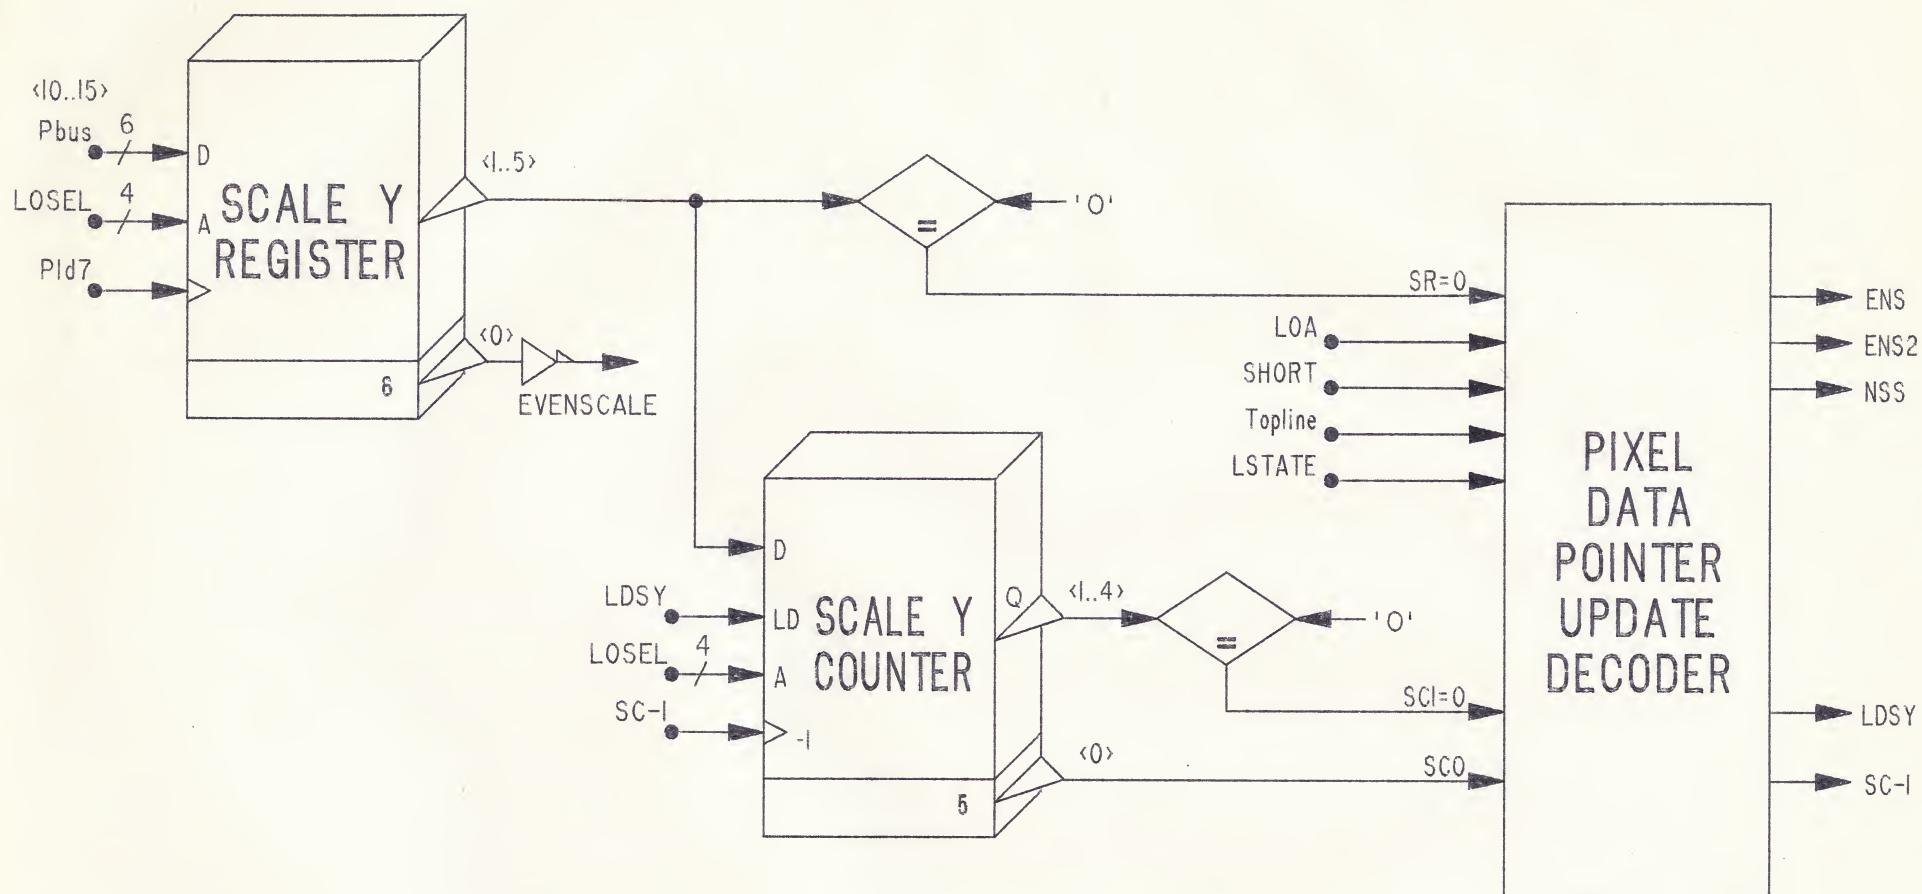 <10..15>
Pbus
6
D
LOSEL
4
A
Pld7
SCALE Y
REGISTER
<1..5>
<0>
6
EVENSCALE
=
'0'
SR=0
LOA
SHORT
Topline
LSTATE
ENS
ENS2
NSS
PIXEL
DATA
POINTER
UPDATE
DECODER
D
LDSY
LD
LOSEL
4
A
SC-1
-1
SCALE Y
COUNTER
Q
<1..4>
=
'0'
SC1=0
<0>
SC0
5
LDSY
SC-1